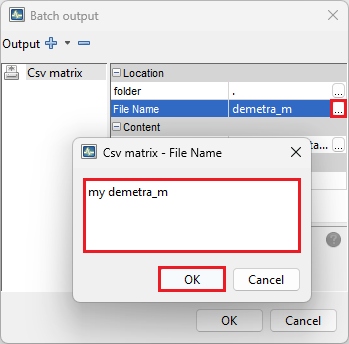 Batch output
Output
Csv matrix
Location
folder .
...
File Name demetra_m
...
Content
ta... ...
Csv matrix - File Name
my demetra_m
OK Cancel
OK Cancel